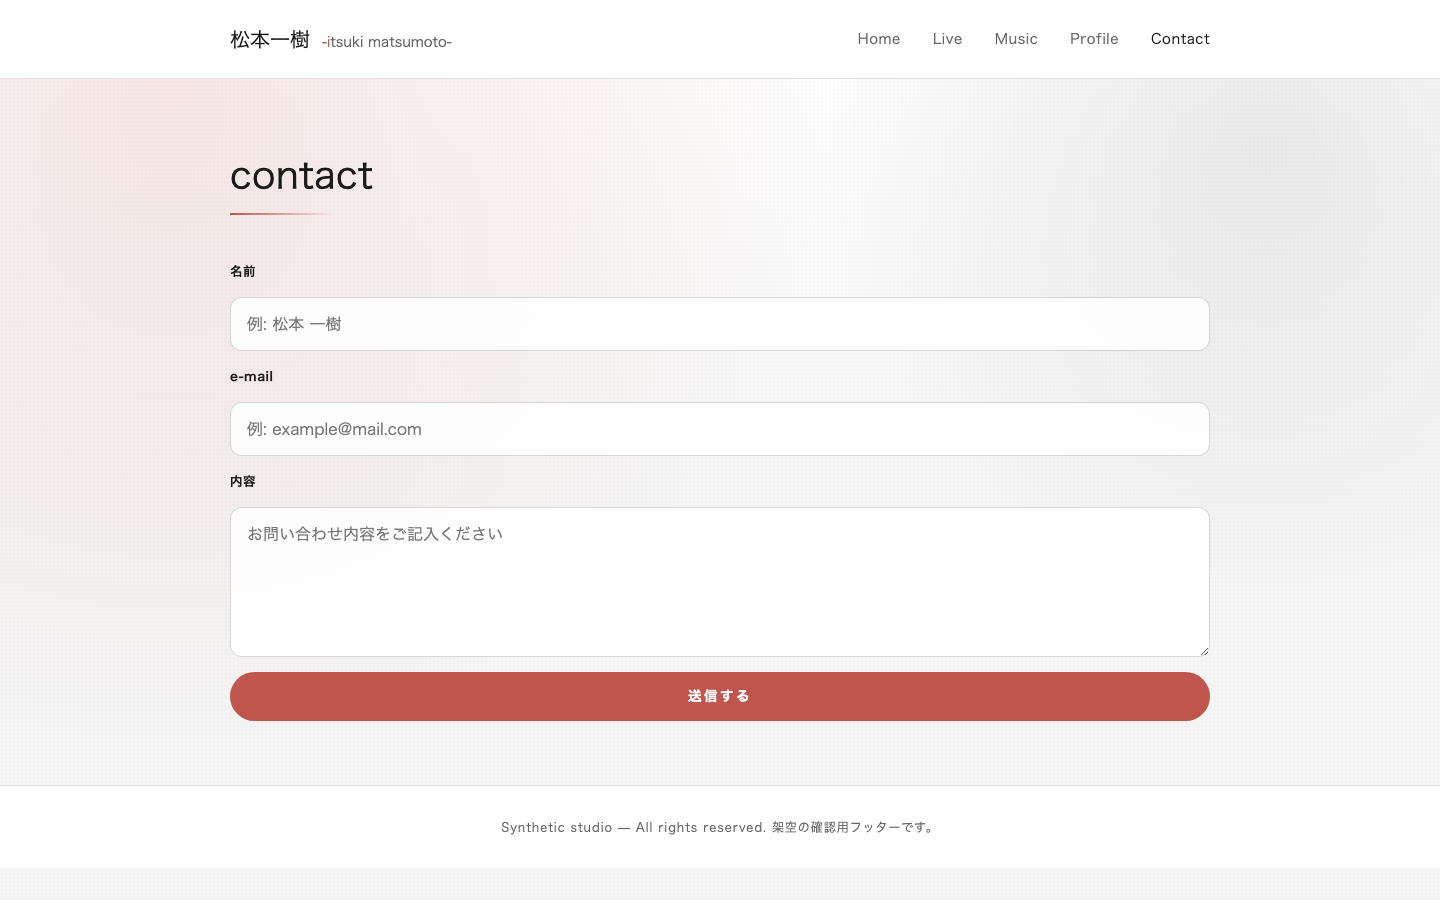 松本一樹 -itsuki matsumoto-
Home Live Music Profile Contact
contact
名前
例: 松本 一樹
e-mail
例: example@mail.com
内容
お問い合わせ内容をご記入ください
送信する
Synthetic studio — All rights reserved. 架空の確認用フッターです。